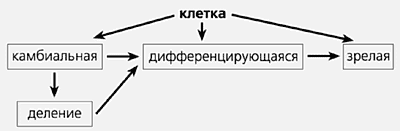 клетка
камбиальная
дифференцирующаяся
зрелая
деление